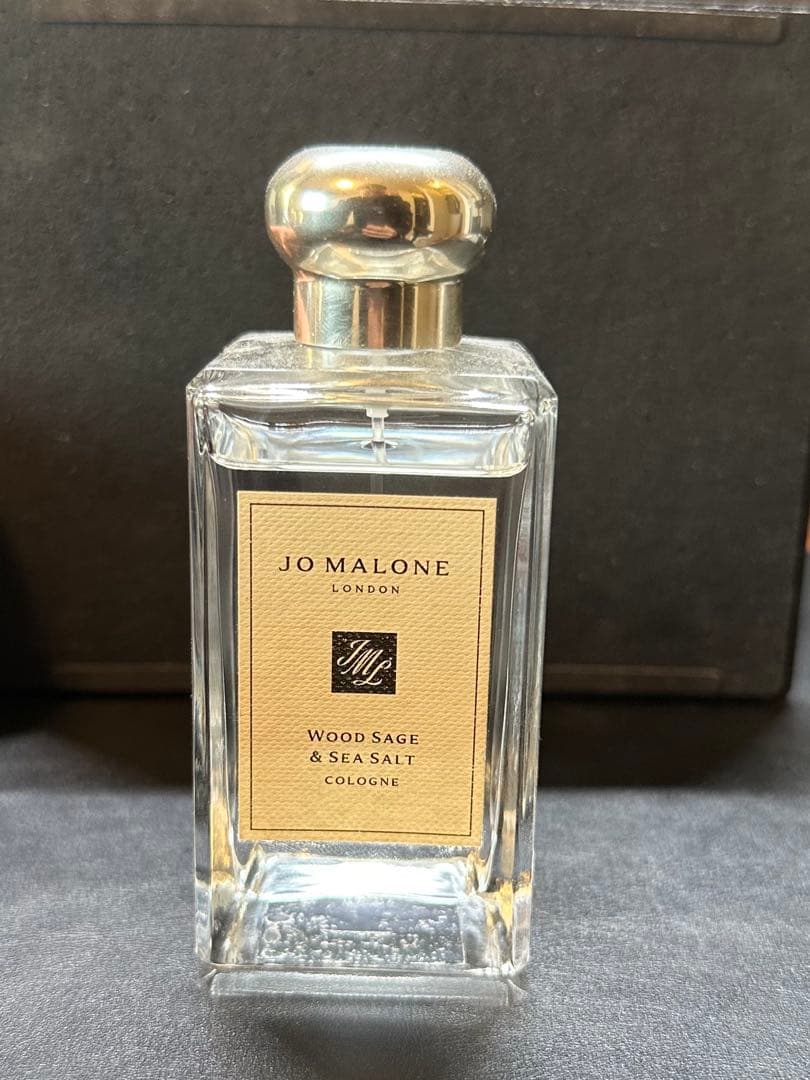 JO MALONE
LONDON
JML
WOOD SAGE
& SEA SALT
COLOGNE